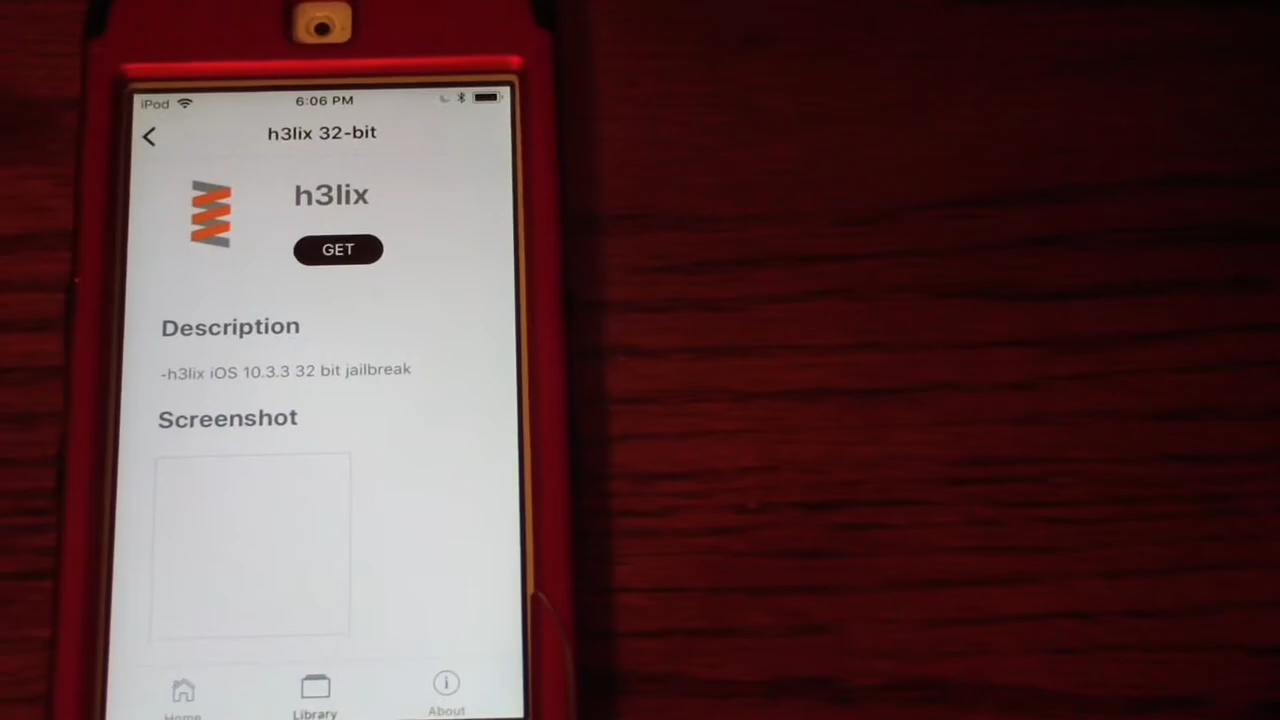 iPod 6:06 PM
h3lix 32-bit
h3lix
GET
Description
-h3lix iOS 10.3.3 32 bit jailbreak
Screenshot
Home Library About